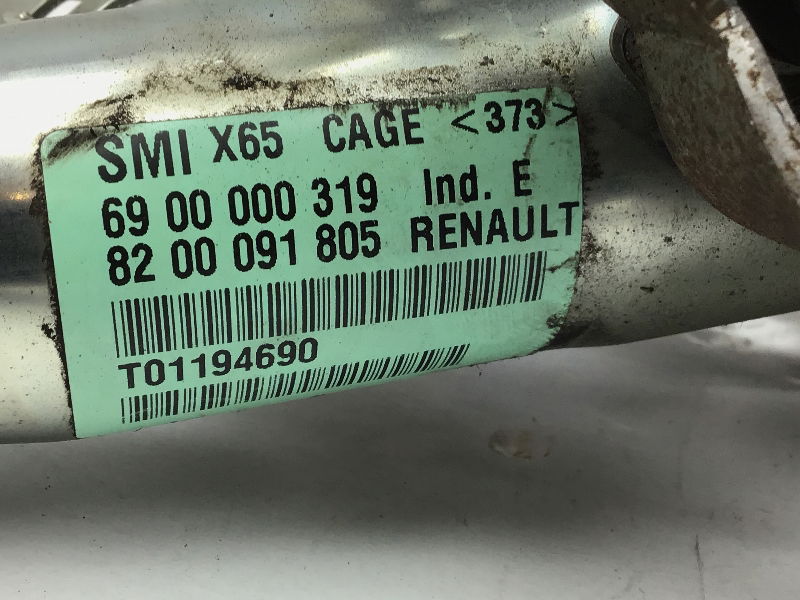 SMI X65 CAGE <373>
69 00 000 319 Ind. E
82 00 091 805 RENAULT
T01194690